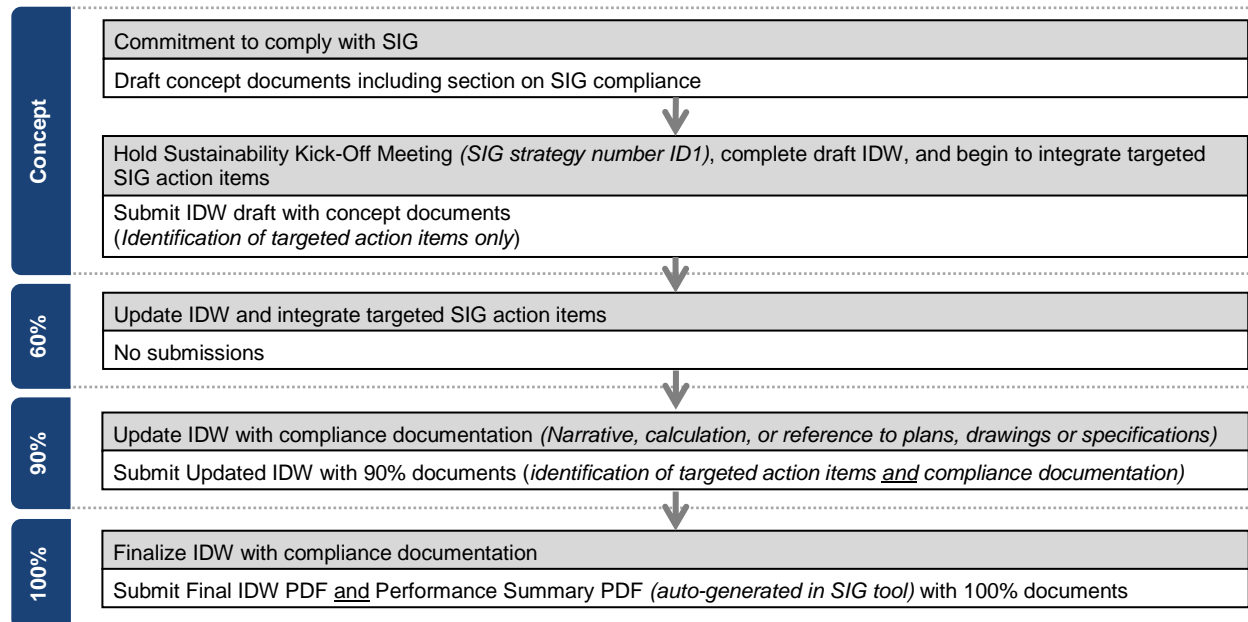 Concept
Commitment to comply with SIG
Draft concept documents including section on SIG compliance
Hold Sustainability Kick-Off Meeting (SIG strategy number ID1), complete draft IDW, and begin to integrate targeted
SIG action items
Submit IDW draft with concept documents
(Identification of targeted action items only)
60%
Update IDW and integrate targeted SIG action items
No submissions
90%
Update IDW with compliance documentation (Narrative, calculation, or reference to plans, drawings or specifications)
Submit Updated IDW with 90% documents (identification of targeted action items and compliance documentation)
100%
Finalize IDW with compliance documentation
Submit Final IDW PDF and Performance Summary PDF (auto-generated in SIG tool) with 100% documents